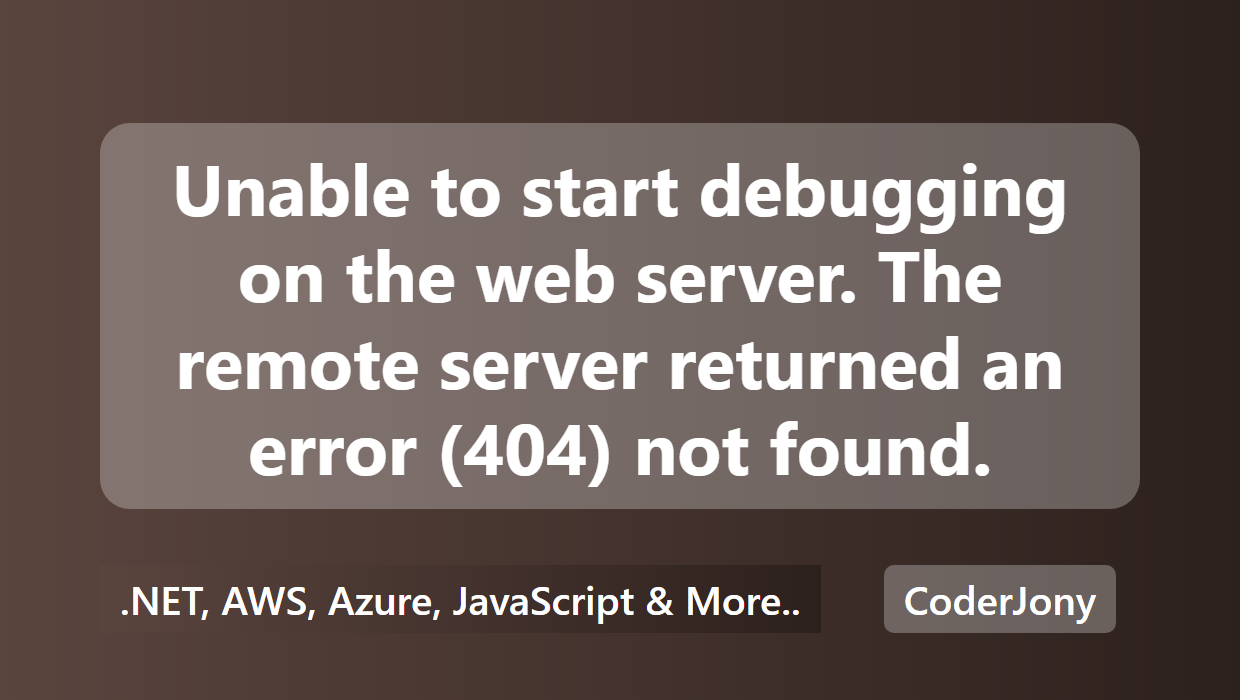 Unable to start debugging
on the web server. The
remote server returned an
error (404) not found.
.NET, AWS, Azure, JavaScript & More..
CoderJony